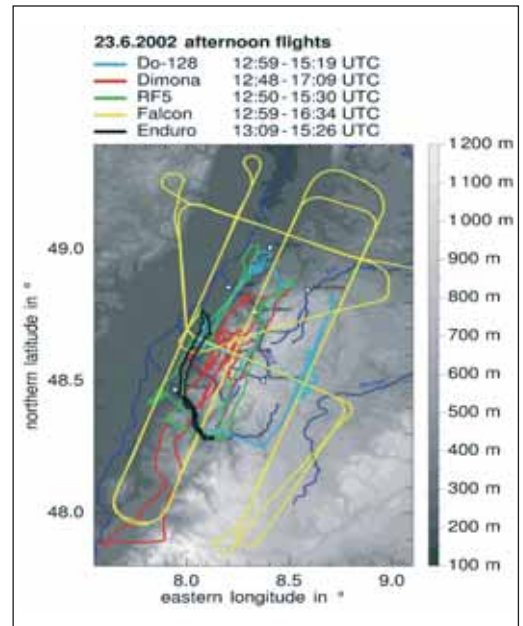 23.6.2002 afternoon flights
Do-128 12:59-15:19 UTC
Dimona 12:48-17:09 UTC
RF5 12:50-15:30 UTC
Falcon 12:59-16:34 UTC
Enduro 13:09-15:26 UTC
1200 m
1100 m
1000 m
900 m
800 m
700 m
600 m
500 m
400 m
300 m
200 m
100 m
49.0
48.5
48.0
northern latitude in °
8.0 8.5 9.0
eastern longitude in °